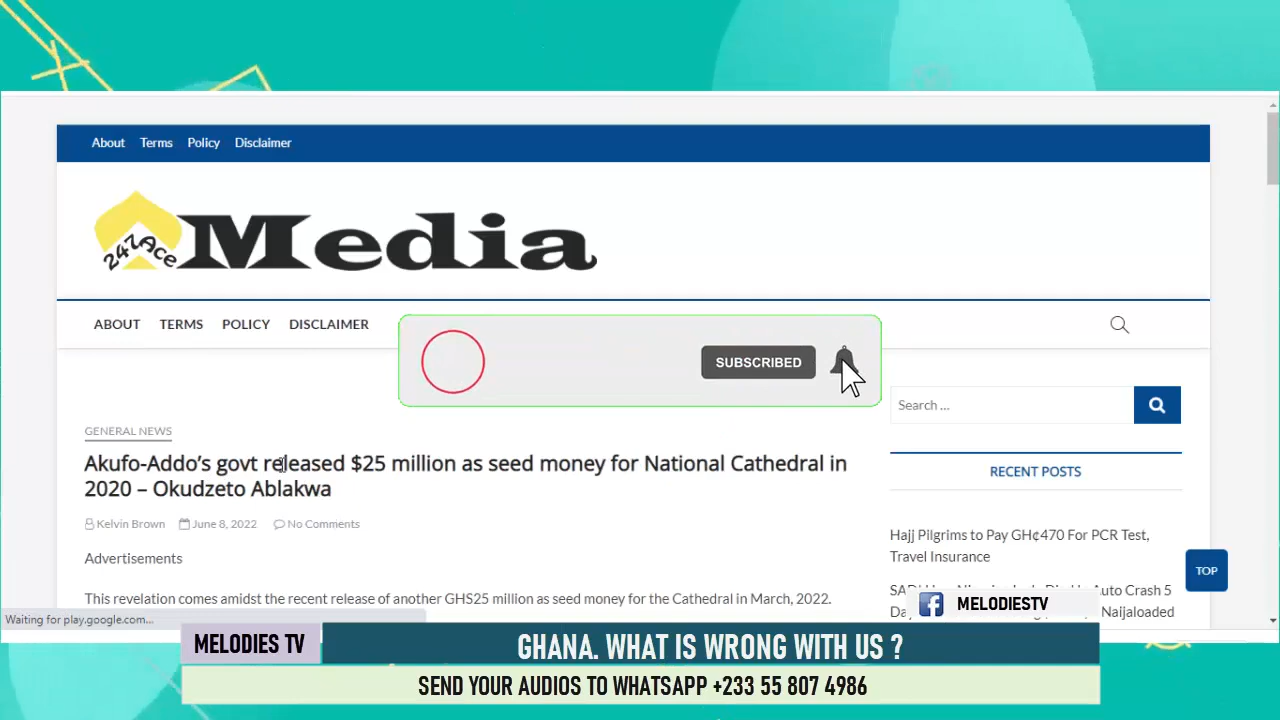 About Terms Policy Disclaimer
247Ace Media
ABOUT TERMS POLICY DISCLAIMER
SUBSCRIBED
Search ...
GENERAL NEWS
Akufo-Addo's govt released $25 million as seed money for National Cathedral in
2020 – Okudzeto Ablakwa
Kelvin Brown June 8, 2022 No Comments
Advertisements
This revelation comes amidst the recent release of another GHS25 million as seed money for the Cathedral in March, 2022.
RECENT POSTS
Hajj Pilgrims to Pay GH¢470 For PCR Test,
Travel Insurance
Auto Crash 5
Naijaloaded
TOP
Waiting for play.google.com...
MELODIESTV
MELODIES TV
GHANA. WHAT IS WRONG WITH US ?
SEND YOUR AUDIOS TO WHATSAPP +233 55 807 4986